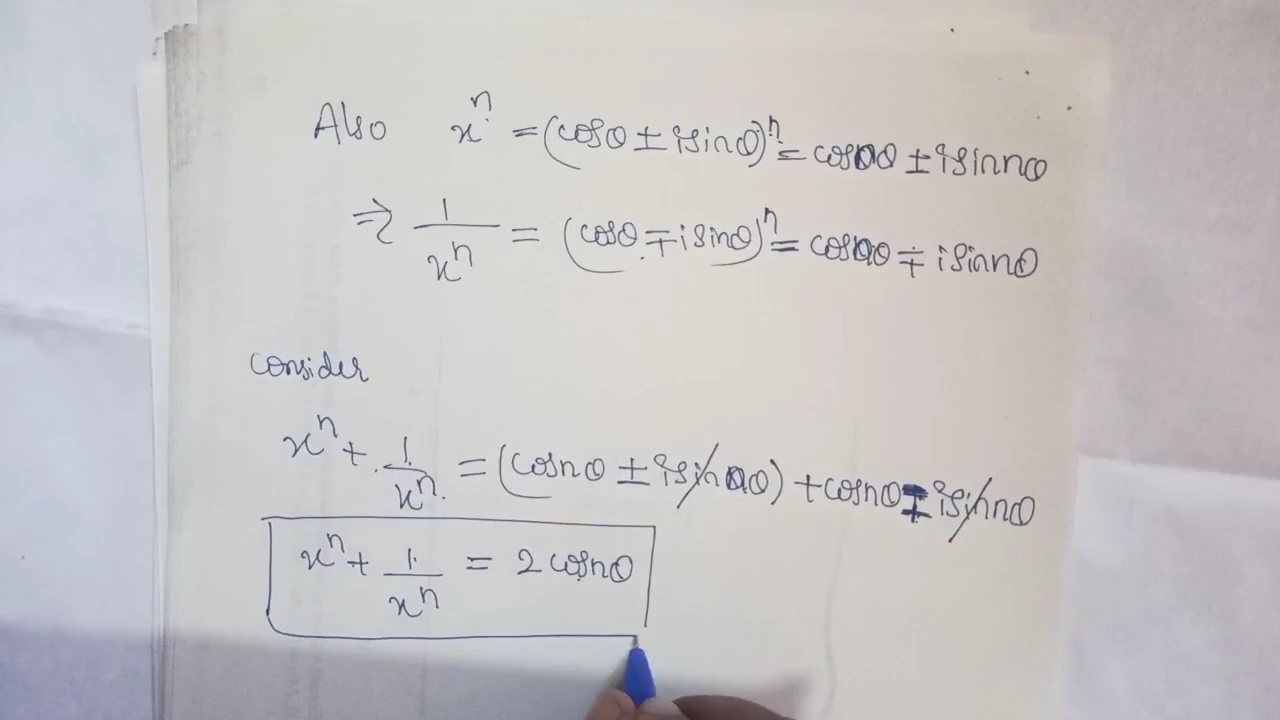 Also xⁿ = (cosθ ± isinθ)ⁿ = cosnθ ± isinnθ
⇒ 1/xⁿ = (cosθ ∓ isinθ)ⁿ = cosnθ ∓ isinnθ
consider
xⁿ + 1/xⁿ = (cosnθ ± isinnθ) + cosnθ ∓ isinnθ
xⁿ + 1/xⁿ = 2cosnθ